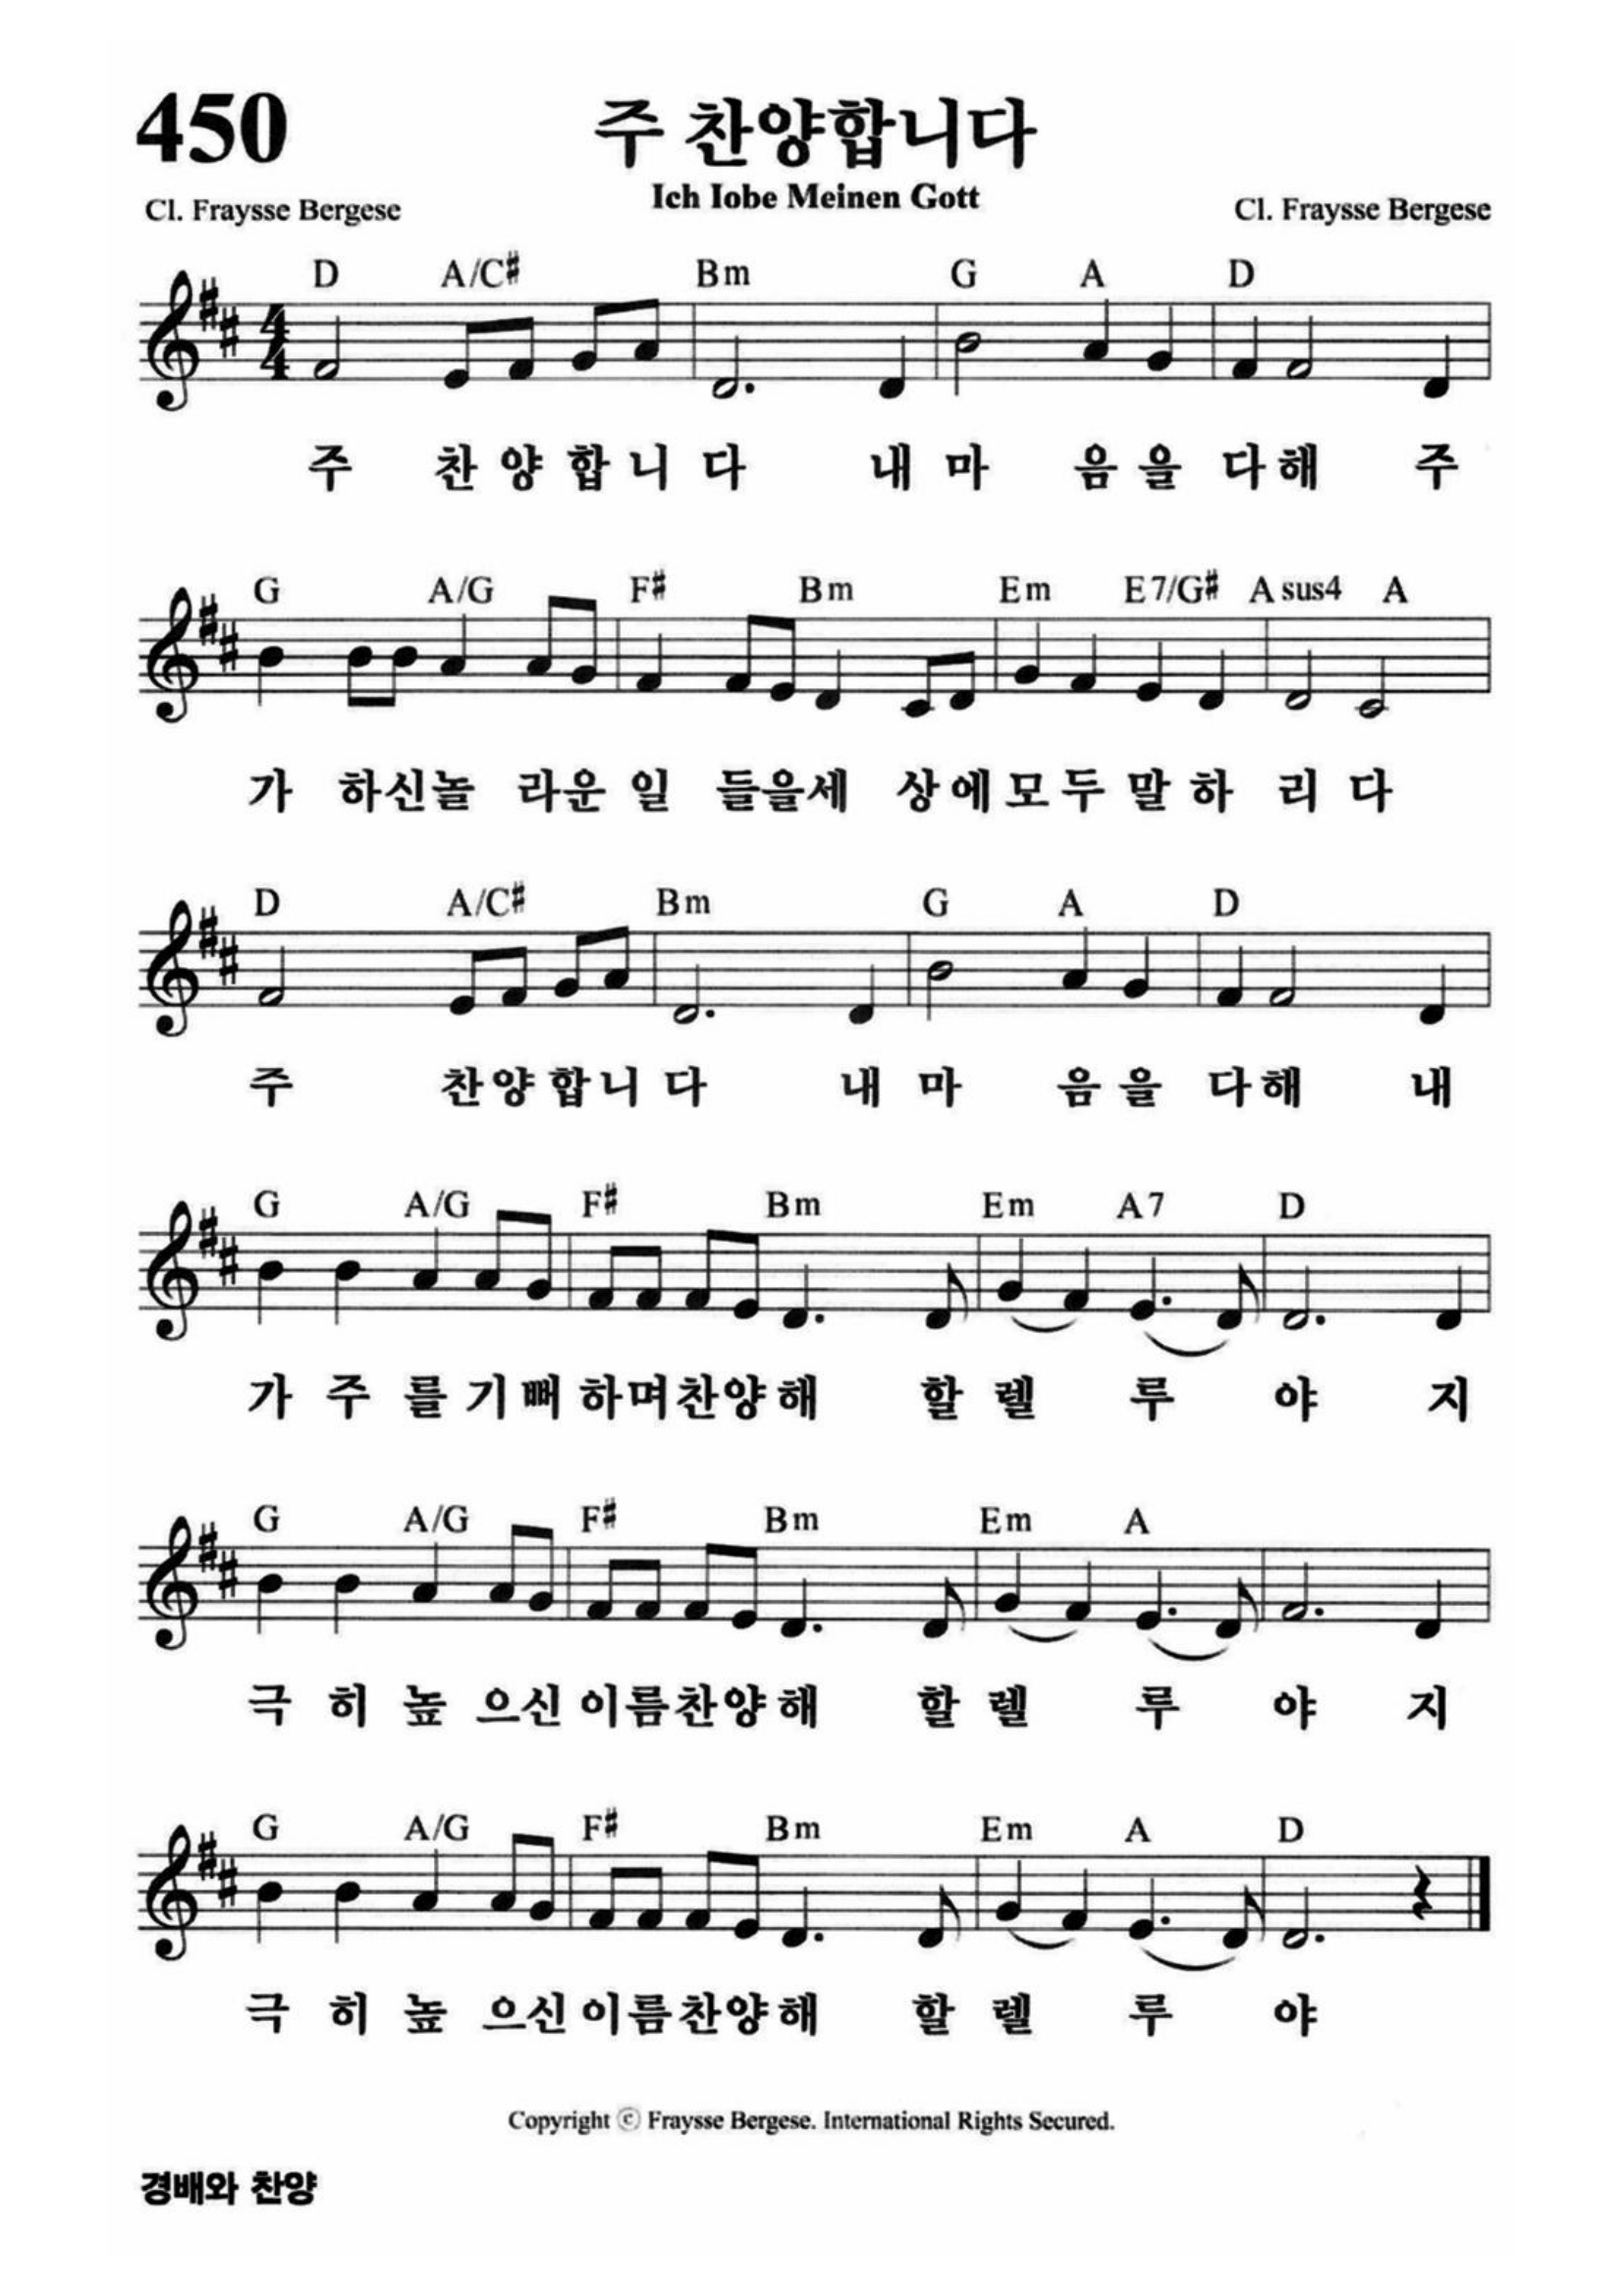 450
주 찬양합니다
Ich Iobe Meinen Gott
Cl. Fraysse Bergese Cl. Fraysse Bergese
D A/C♯ Bm G A D
4/4
주 찬 양 합 니 다 내 마 음 을 다 해 주
G A/G F♯ Bm Em E7/G♯ A sus4 A
가 하신놀 라운 일 들을세 상에모두 말하 리 다
D A/C♯ Bm G A D
주 찬양합니 다 내 마 음을 다해 내
G A/G F♯ Bm Em A7 D
가 주 를 기뻐 하며찬양해 할 렐 루 야 지
G A/G F♯ Bm Em A
극 히 높 으신 이름찬양해 할 렐 루 야 지
G A/G F♯ Bm Em A D
극 히 높 으신 이름찬양해 할 렐 루 야
Copyright ⓒ Fraysse Bergese. International Rights Secured.
경배와 찬양